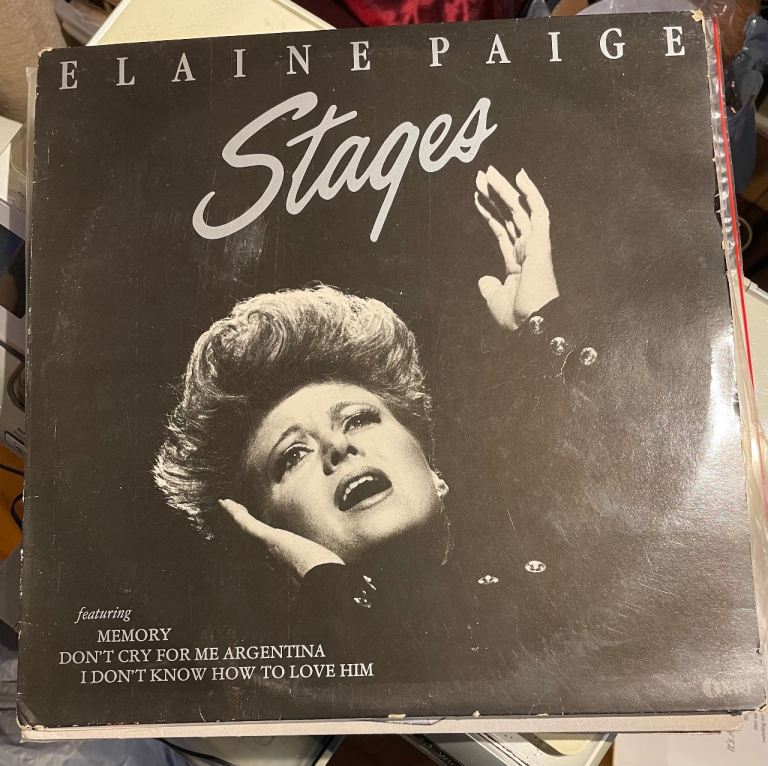 ELAINE PAIGE
Stages
featuring
MEMORY
DON'T CRY FOR ME ARGENTINA
I DON'T KNOW HOW TO LOVE HIM